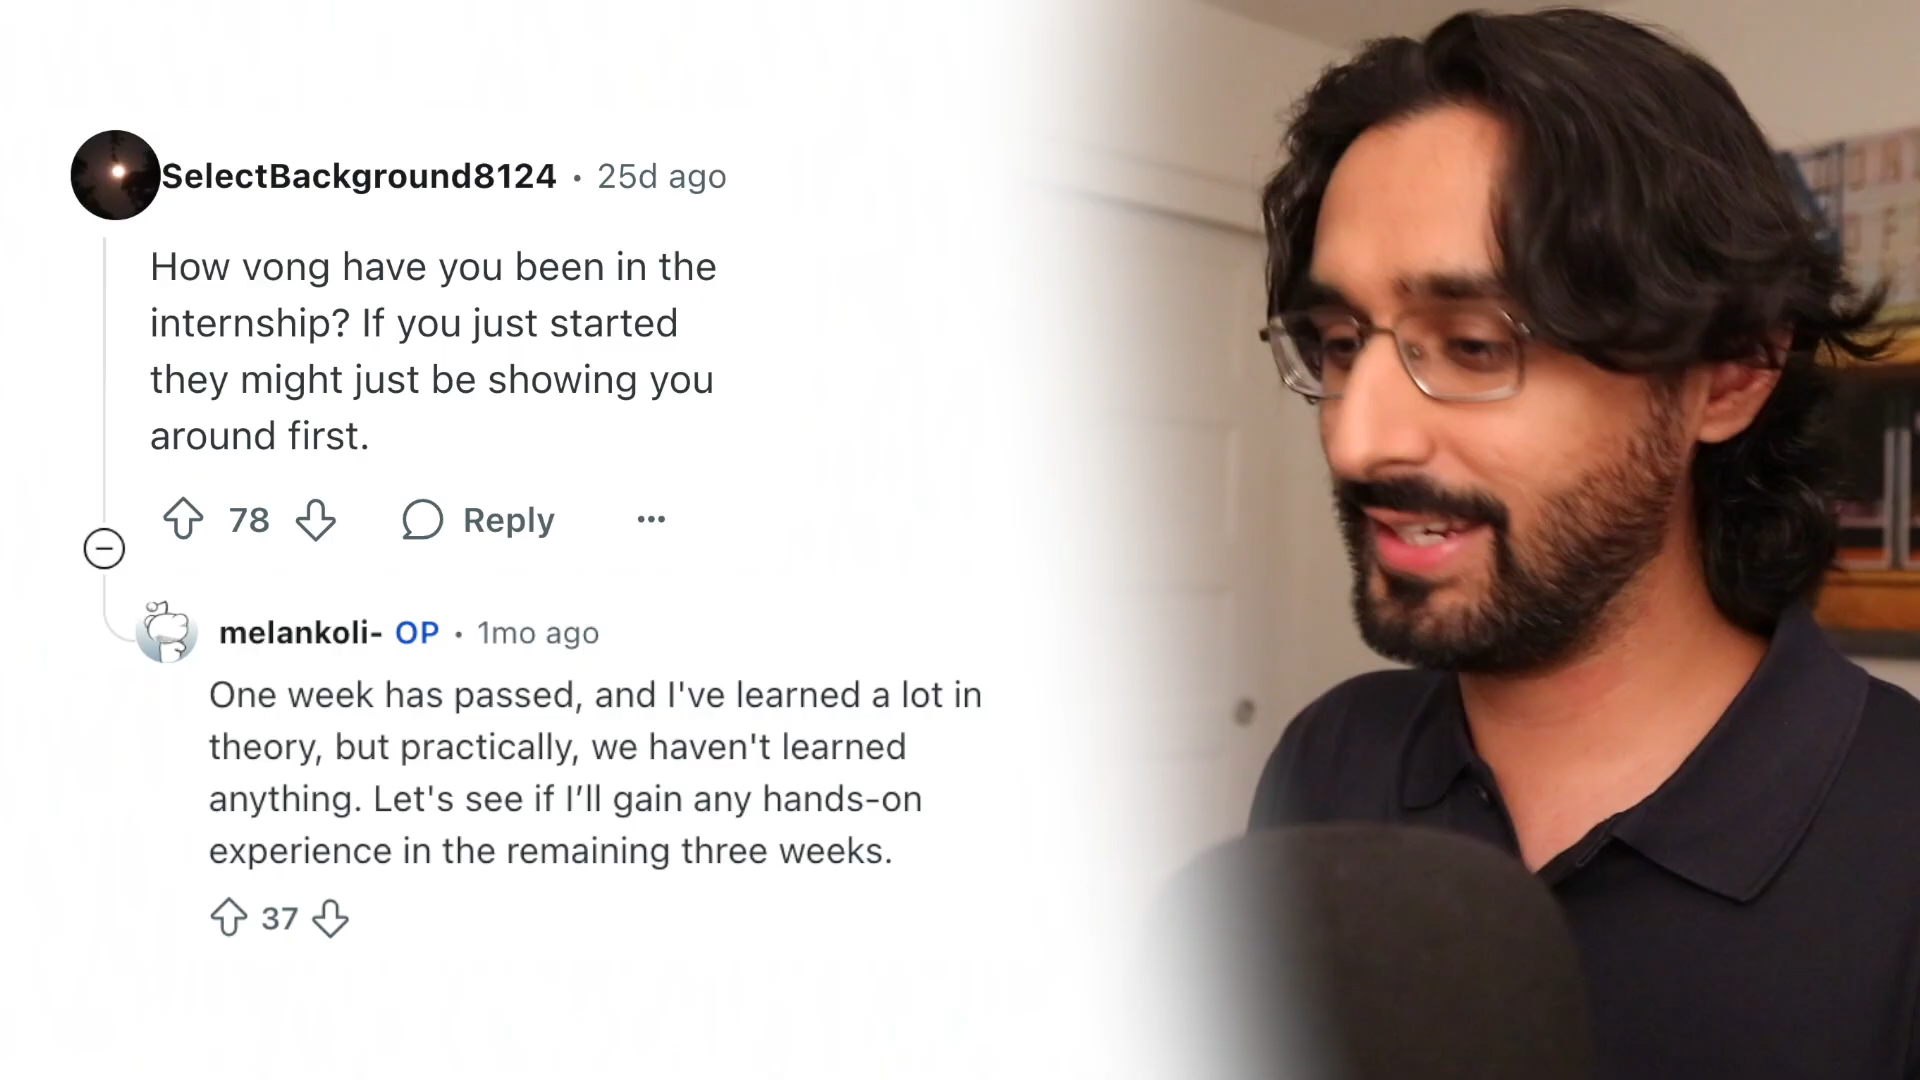 SelectBackground8124 • 25d ago
How vong have you been in the
internship? If you just started
they might just be showing you
around first.
78 Reply ...
melankoli- OP • 1mo ago
One week has passed, and I've learned a lot in
theory, but practically, we haven't learned
anything. Let's see if I’ll gain any hands-on
experience in the remaining three weeks.
37